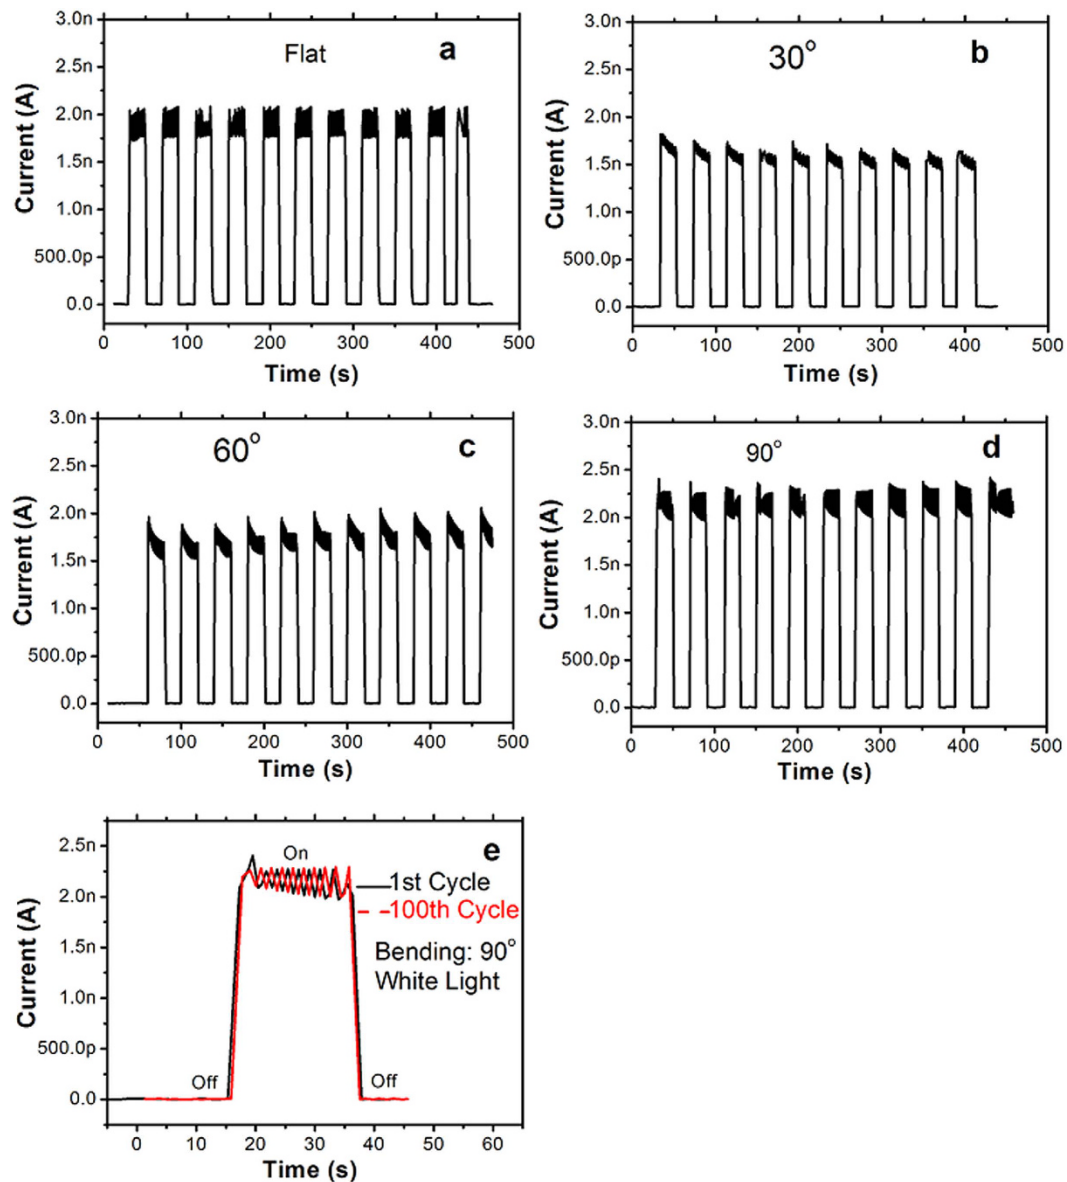 Flat
a
3.0n
2.5n
2.0n
1.5n
1.0n
500.0p
0.0
Current (A)
0 100 200 300 400 500
Time (s)
30°
b
3.0n
2.5n
2.0n
1.5n
1.0n
500.0p
0.0
Current (A)
0 100 200 300 400 500
Time (s)
60°
c
3.0n
2.5n
2.0n
1.5n
1.0n
500.0p
0.0
Current (A)
0 100 200 300 400 500
Time (s)
90°
d
3.0n
2.5n
2.0n
1.5n
1.0n
500.0p
0.0
Current (A)
0 100 200 300 400 500
Time (s)
e
2.5n
2.0n
1.5n
1.0n
500.0p
0.0
Current (A)
On
1st Cycle
100th Cycle
Bending: 90°
White Light
Off
Off
0 10 20 30 40 50 60
Time (s)